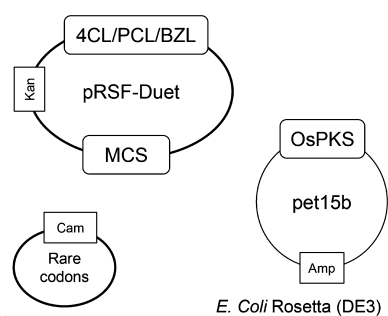 4CL/PCL/BZL
Kan
pRSF-Duet
MCS
OsPKS
pet15b
Amp
Cam
Rare
codons
E. Coli Rosetta (DE3)